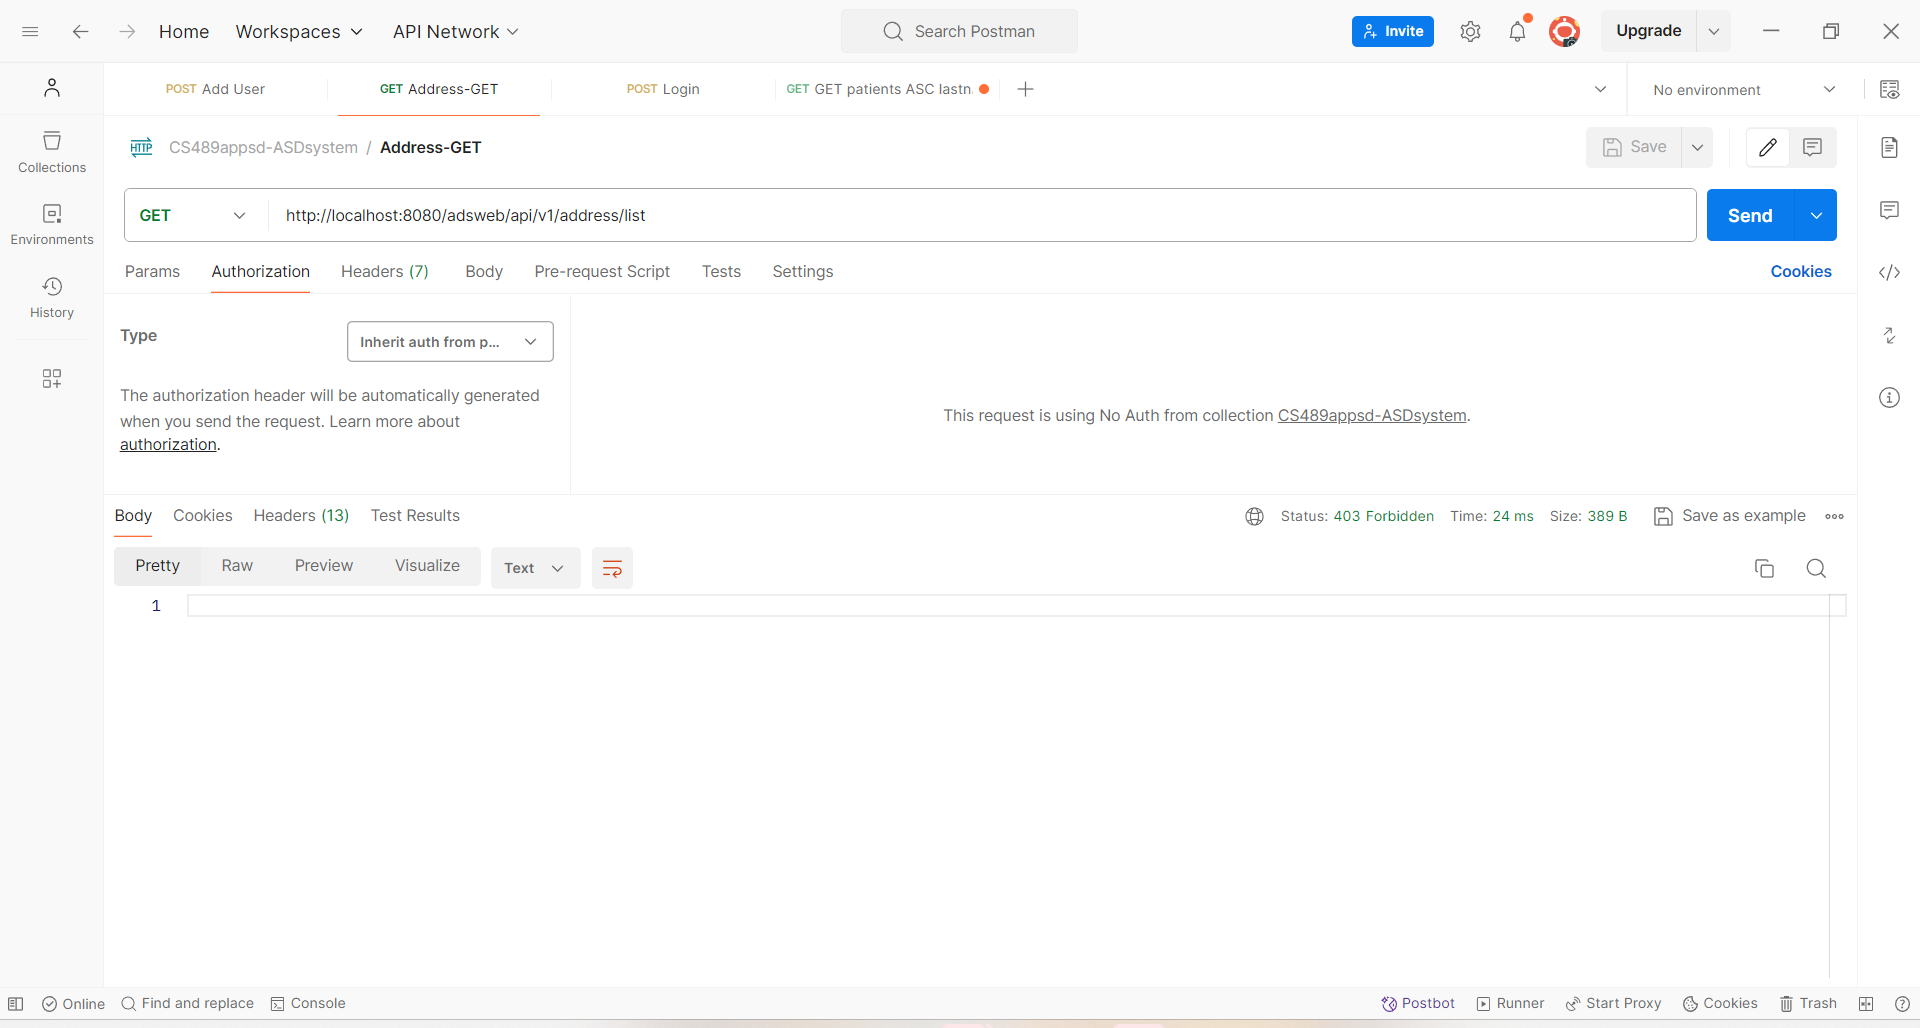 Home Workspaces API Network Search Postman Invite Upgrade
POST Add User GET Address-GET POST Login GET GET patients ASC lastn No environment
HTTP CS489appsd-ASDsystem / Address-GET Save
Collections
GET http://localhost:8080/adsweb/api/v1/address/list Send
Environments
Params Authorization Headers (7) Body Pre-request Script Tests Settings Cookies
History
Type Inherit auth from p...
The authorization header will be automatically generated
when you send the request. Learn more about
authorization.
This request is using No Auth from collection CS489appsd-ASDsystem.
Body Cookies Headers (13) Test Results Status: 403 Forbidden Time: 24 ms Size: 389 B Save as example
Pretty Raw Preview Visualize Text
1
Online Find and replace Console Postbot Runner Start Proxy Cookies Trash